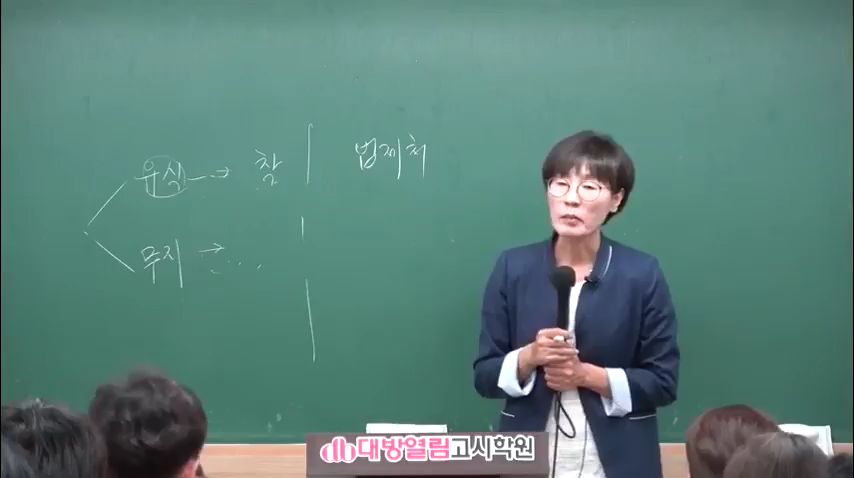 유식 → 참 법제처
무지 →
대방열림고시학원